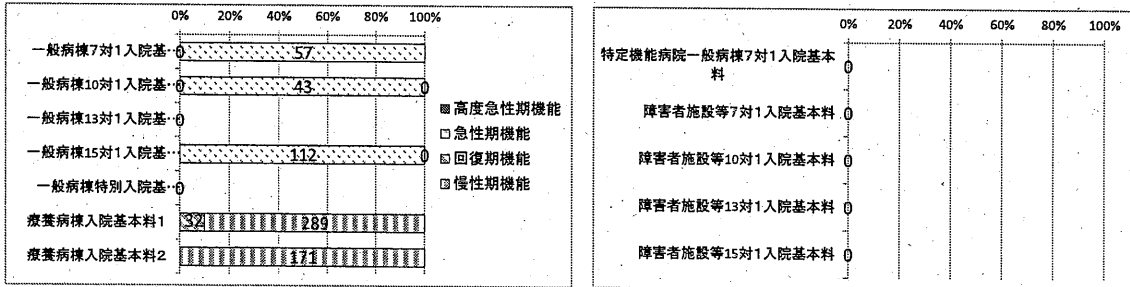 0% 20% 40% 60% 80% 100%
一般病棟7対1入院基… 0 57
一般病棟10対1入院基… 0 43 0
一般病棟13対1入院基… 0
一般病棟15対1入院基… 112 0
一般病棟特別入院基… 0
療養病棟入院基本料1 32 289
療養病棟入院基本料2 171
高度急性期機能
急性期機能
回復期機能
慢性期機能
0% 20% 40% 60% 80% 100%
特定機能病院一般病棟7対1入院基本
料 0
障害者施設等7対1入院基本料 0
障害者施設等10対1入院基本料 0
障害者施設等13対1入院基本料 0
障害者施設等15対1入院基本料 0